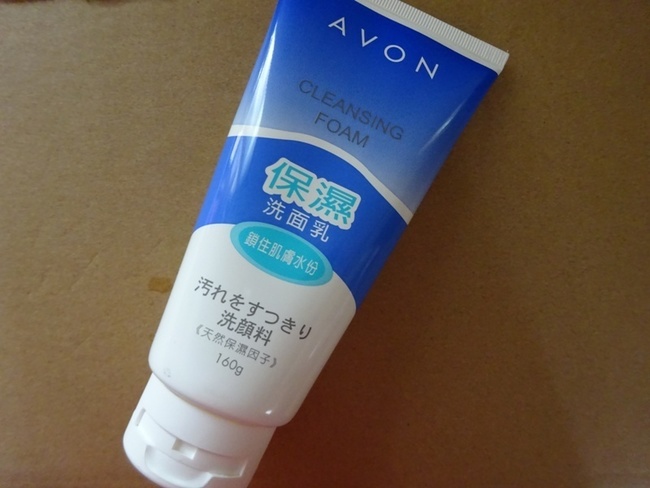 AVON
CLEANSING
FOAM
保濕
洗面乳
鎖住肌膚水份
汚れをすつきり
洗顔料
《天然保濕因子》
160g